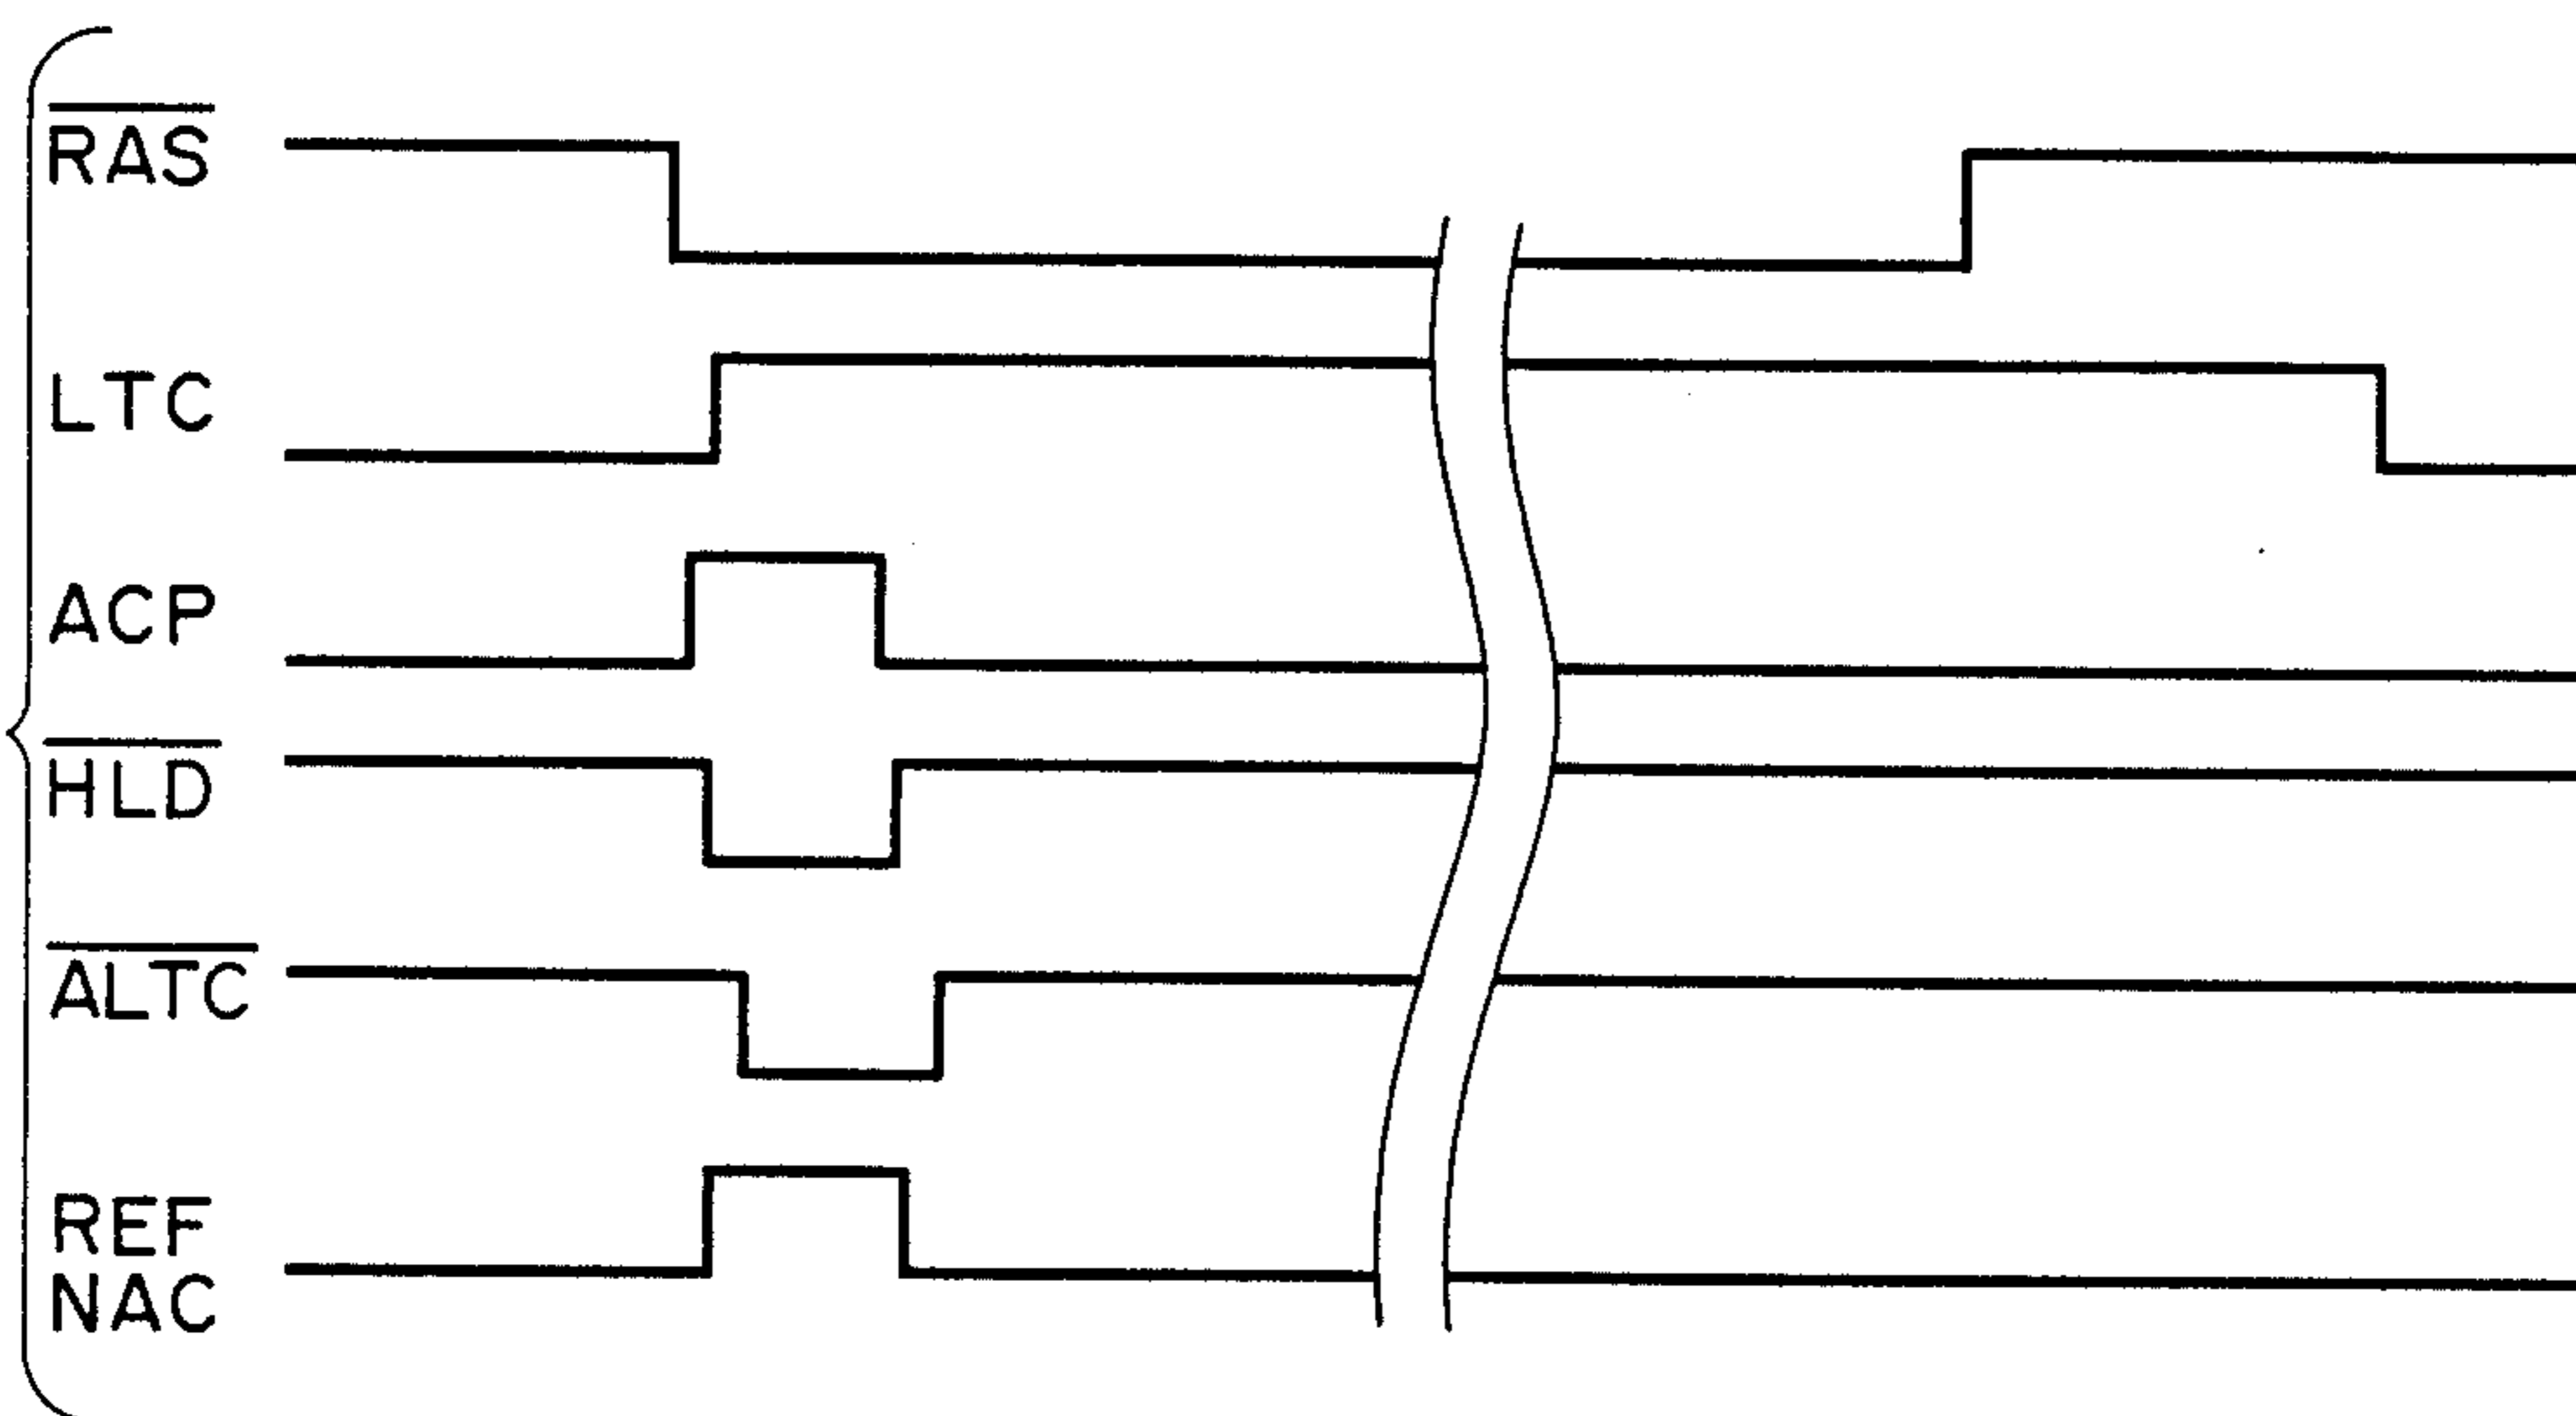 RAS
LTC
ACP
HLD
ALTC
REF
NAC